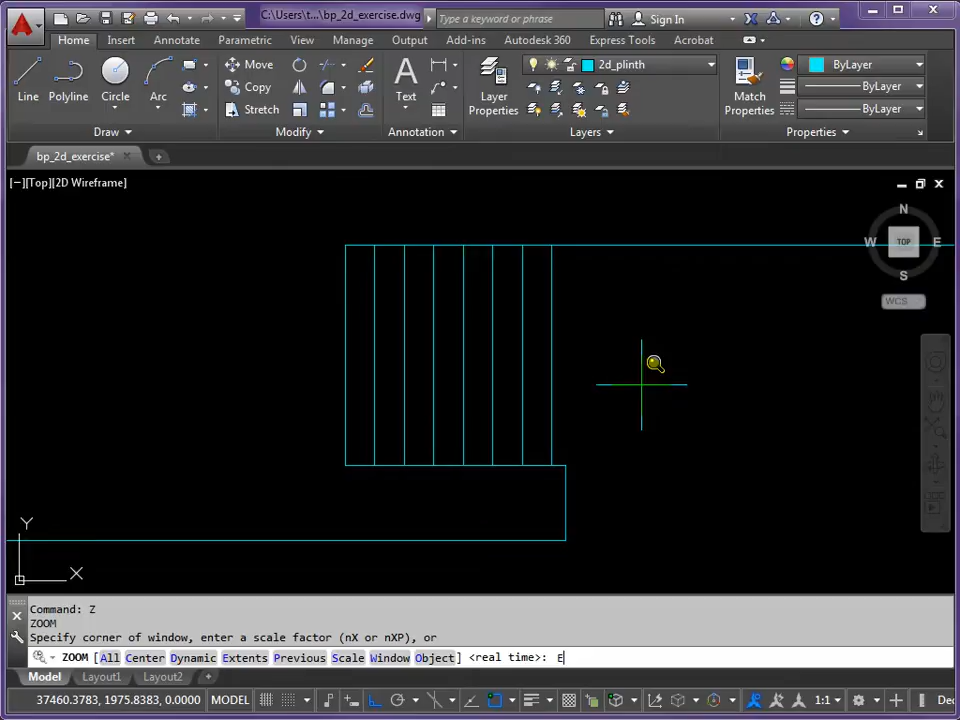 C:\Users\t...\bp_2d_exercise.dwg
Type a keyword or phrase
Sign In
Home Insert Annotate Parametric View Manage Output Add-ins Autodesk 360 Express Tools Acrobat
Line Polyline Circle Arc
Move
Copy
Stretch
Text
Layer Properties
2d_plinth
Match Properties
ByLayer
ByLayer
ByLayer
Draw Modify Annotation Layers Properties
bp_2d_exercise*
[−][Top][2D Wireframe]
N
W TOP E
S
WCS
Y
X
Command: Z
ZOOM
Specify corner of window, enter a scale factor (nX or nXP), or
ZOOM [All Center Dynamic Extents Previous Scale Window Object] <real time>: E
Model Layout1 Layout2
37460.3783, 1975.8383, 0.0000 MODEL 1:1 Dec